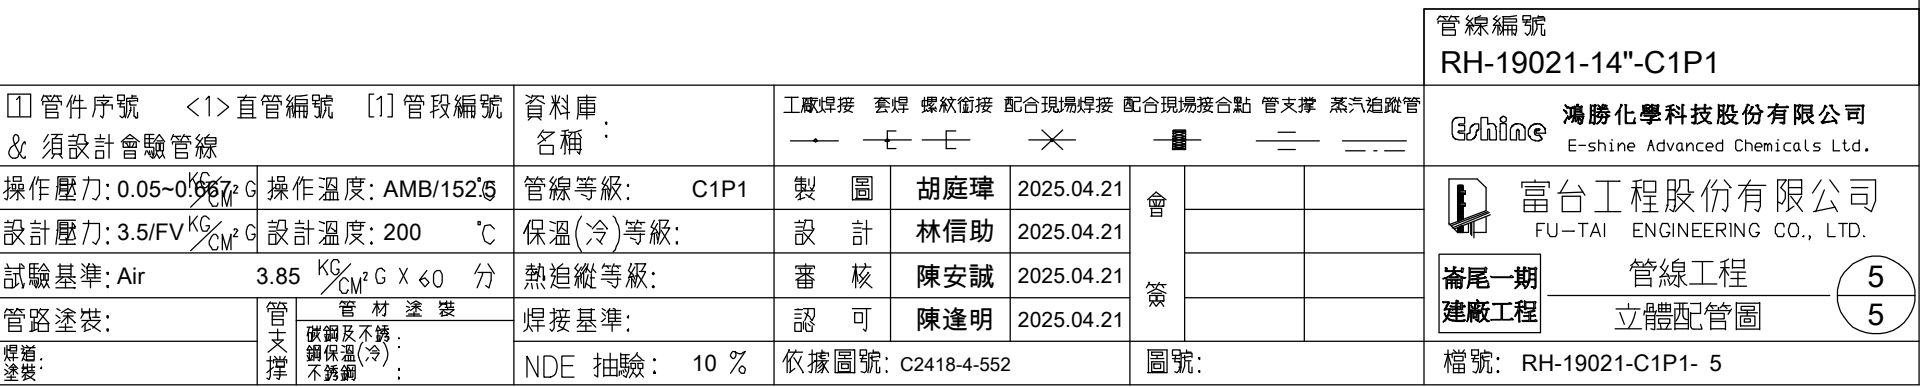 管線編號
RH-19021-14"-C1P1
1 管件序號 <1>直管編號 [1]管段編號
& 須設計會驗管線
資料庫名稱:
工廠焊接 套焊 螺紋銜接 配合現場焊接 配合現場接合點 管支撐 蒸汽追蹤管
Eshine 鴻勝化學科技股份有限公司
E-shine Advanced Chemicals Ltd.
操作壓力: 0.05~0.667 KG/CM² G 操作溫度: AMB/152.5 °C 管線等級: C1P1 製圖 胡庭瑋 2025.04.21 會簽
設計壓力: 3.5/FV KG/CM² G 設計溫度: 200 °C 保溫(冷)等級: 設計 林信助 2025.04.21
富台工程股份有限公司
FU-TAI ENGINEERING CO., LTD.
試驗基準: Air 3.85 KG/CM² G X 60 分 熱追縱等級: 審核 陳安誠 2025.04.21
管路塗裝: 管支撐 管材塗裝 焊接基準: 認可 陳逢明 2025.04.21
碳鋼及不銹鋼保溫(冷):
不銹鋼:
焊道塗裝:
崙尾一期
建廠工程
管線工程
立體配管圖
5
5
NDE 抽驗: 10 % 依據圖號: C2418-4-552 圖號: 檔號: RH-19021-C1P1- 5